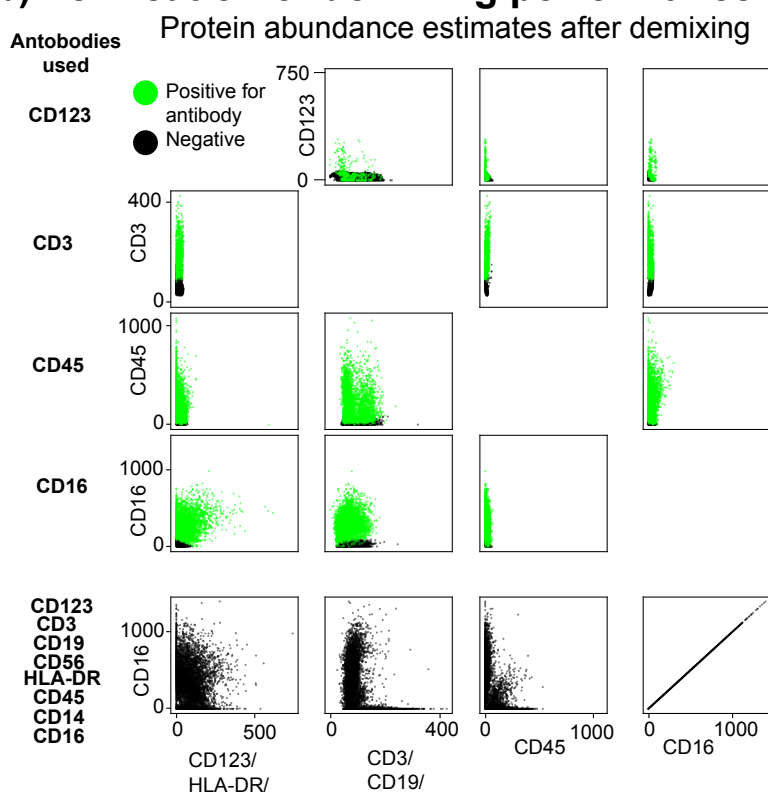 Protein abundance estimates after demixing
Antobodies
used
Positive for
antibody
Negative
CD123
750
0
CD123
CD3
400
0
CD3
CD45
1000
0
CD45
CD16
1000
0
CD16
CD123
CD3
CD19
CD56
HLA-DR
CD45
CD14
CD16
1000
0
CD16
0 500
0 400
0 1000
0 1000
CD123/
HLA-DR/
CD3/
CD19/
CD45
CD16